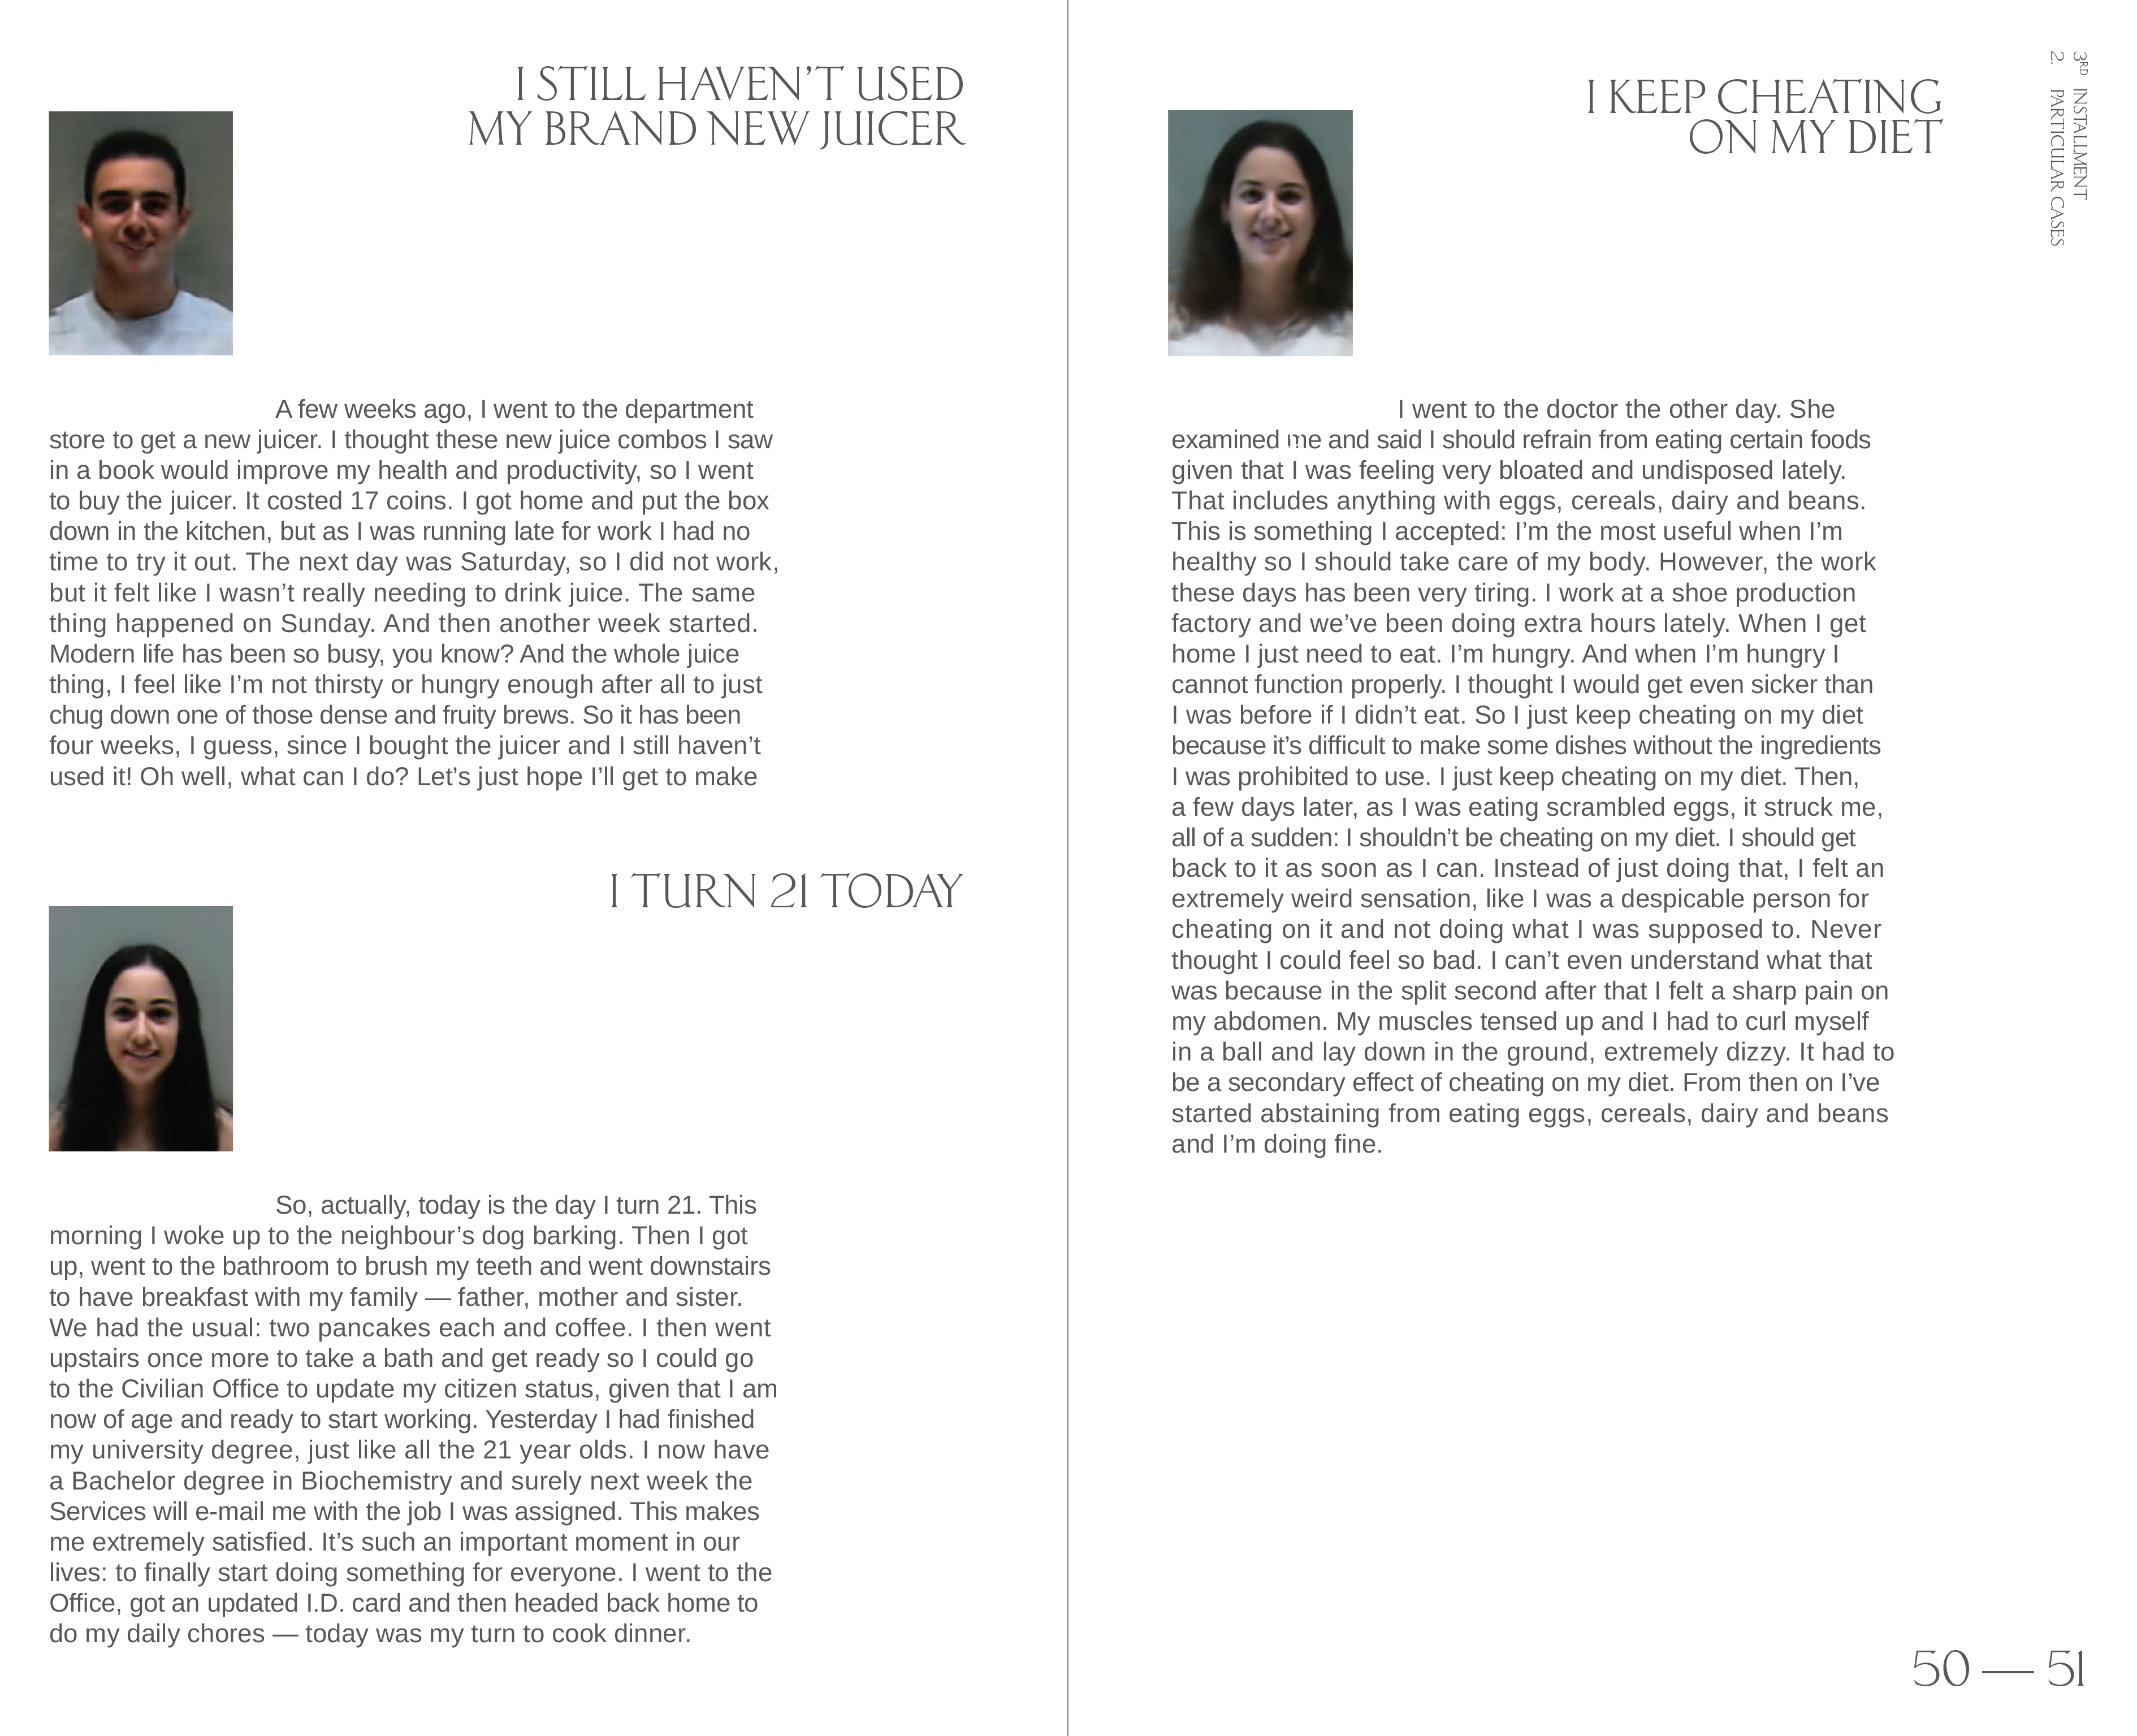 I STILL HAVEN’T USED
MY BRAND NEW JUICER
A few weeks ago, I went to the department
store to get a new juicer. I thought these new juice combos I saw
in a book would improve my health and productivity, so I went
to buy the juicer. It costed 17 coins. I got home and put the box
down in the kitchen, but as I was running late for work I had no
time to try it out. The next day was Saturday, so I did not work,
but it felt like I wasn’t really needing to drink juice. The same
thing happened on Sunday. And then another week started.
Modern life has been so busy, you know? And the whole juice
thing, I feel like I’m not thirsty or hungry enough after all to just
chug down one of those dense and fruity brews. So it has been
four weeks, I guess, since I bought the juicer and I still haven’t
used it! Oh well, what can I do? Let’s just hope I’ll get to make
I TURN 21 TODAY
So, actually, today is the day I turn 21. This
morning I woke up to the neighbour’s dog barking. Then I got
up, went to the bathroom to brush my teeth and went downstairs
to have breakfast with my family — father, mother and sister.
We had the usual: two pancakes each and coffee. I then went
upstairs once more to take a bath and get ready so I could go
to the Civilian Office to update my citizen status, given that I am
now of age and ready to start working. Yesterday I had finished
my university degree, just like all the 21 year olds. I now have
a Bachelor degree in Biochemistry and surely next week the
Services will e-mail me with the job I was assigned. This makes
me extremely satisfied. It’s such an important moment in our
lives: to finally start doing something for everyone. I went to the
Office, got an updated I.D. card and then headed back home to
do my daily chores — today was my turn to cook dinner.
I KEEP CHEATING
ON MY DIET
I went to the doctor the other day. She
examined me and said I should refrain from eating certain foods
given that I was feeling very bloated and undisposed lately.
That includes anything with eggs, cereals, dairy and beans.
This is something I accepted: I’m the most useful when I’m
healthy so I should take care of my body. However, the work
these days has been very tiring. I work at a shoe production
factory and we’ve been doing extra hours lately. When I get
home I just need to eat. I’m hungry. And when I’m hungry I
cannot function properly. I thought I would get even sicker than
I was before if I didn’t eat. So I just keep cheating on my diet
because it’s difficult to make some dishes without the ingredients
I was prohibited to use. I just keep cheating on my diet. Then,
a few days later, as I was eating scrambled eggs, it struck me,
all of a sudden: I shouldn’t be cheating on my diet. I should get
back to it as soon as I can. Instead of just doing that, I felt an
extremely weird sensation, like I was a despicable person for
cheating on it and not doing what I was supposed to. Never
thought I could feel so bad. I can’t even understand what that
was because in the split second after that I felt a sharp pain on
my abdomen. My muscles tensed up and I had to curl myself
in a ball and lay down in the ground, extremely dizzy. It had to
be a secondary effect of cheating on my diet. From then on I’ve
started abstaining from eating eggs, cereals, dairy and beans
and I’m doing fine.
3RD INSTALLMENT
2. PARTICULAR CASES
50 — 51